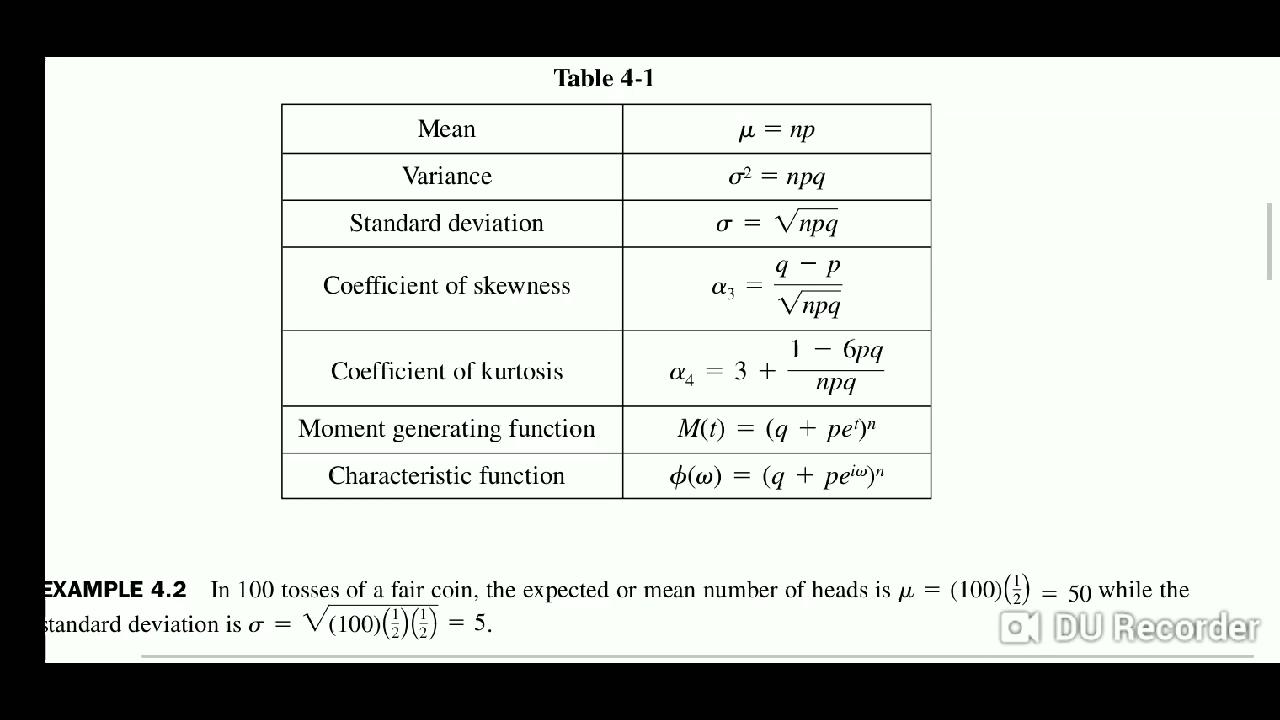 Table 4-1
Mean μ = np
Variance σ² = npq
Standard deviation σ = √npq
Coefficient of skewness α₃ = (q − p)/√npq
Coefficient of kurtosis α₄ = 3 + (1 − 6pq)/npq
Moment generating function M(t) = (q + peᵗ)ⁿ
Characteristic function ϕ(ω) = (q + peⁱω)ⁿ
EXAMPLE 4.2 In 100 tosses of a fair coin, the expected or mean number of heads is μ = (100)(1/2) = 50 while the
standard deviation is σ = √(100)(1/2)(1/2) = 5.
DU Recorder